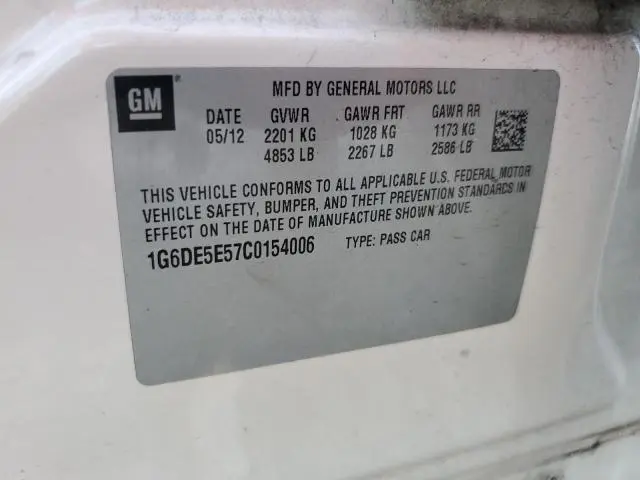 GM
MFD BY GENERAL MOTORS LLC
DATE GVWR GAWR FRT GAWR RR
05/12 2201 KG 1028 KG 1173 KG
4853 LB 2267 LB 2586 LB
THIS VEHICLE CONFORMS TO ALL APPLICABLE U.S. FEDERAL MOTOR
VEHICLE SAFETY, BUMPER, AND THEFT PREVENTION STANDARDS IN
EFFECT ON THE DATE OF MANUFACTURE SHOWN ABOVE.
1G6DE5E57C0154006 TYPE: PASS CAR